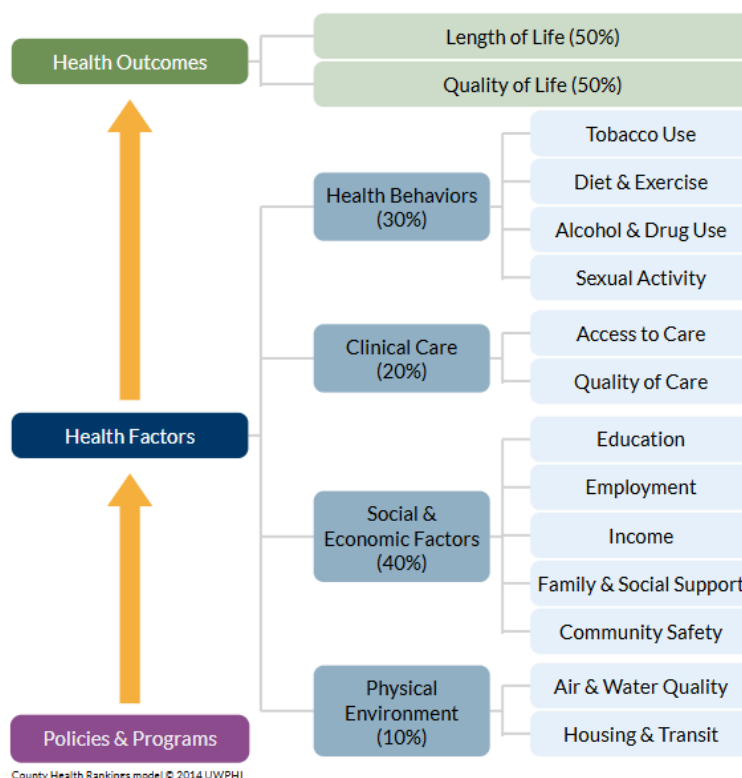 Health Outcomes
Length of Life (50%)
Quality of Life (50%)
Health Factors
Health Behaviors
(30%)
Tobacco Use
Diet & Exercise
Alcohol & Drug Use
Sexual Activity
Clinical Care
(20%)
Access to Care
Quality of Care
Social &
Economic Factors
(40%)
Education
Employment
Income
Family & Social Support
Community Safety
Physical
Environment
(10%)
Air & Water Quality
Housing & Transit
Policies & Programs
County Health Rankings model © 2014 UWPHI